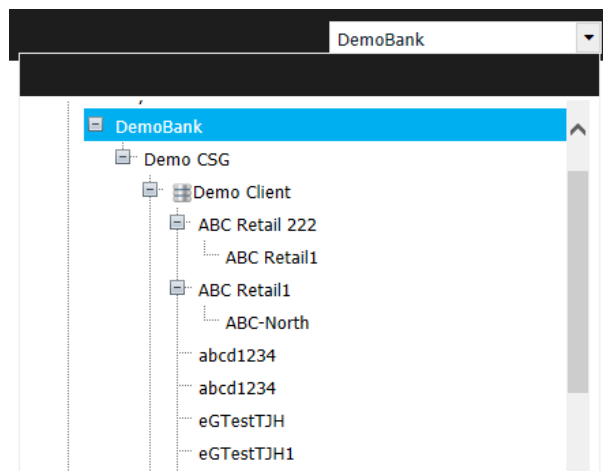 DemoBank
DemoBank
Demo CSG
Demo Client
ABC Retail 222
ABC Retail1
ABC Retail1
ABC-North
abcd1234
abcd1234
eGTestTJH
eGTestTJH1